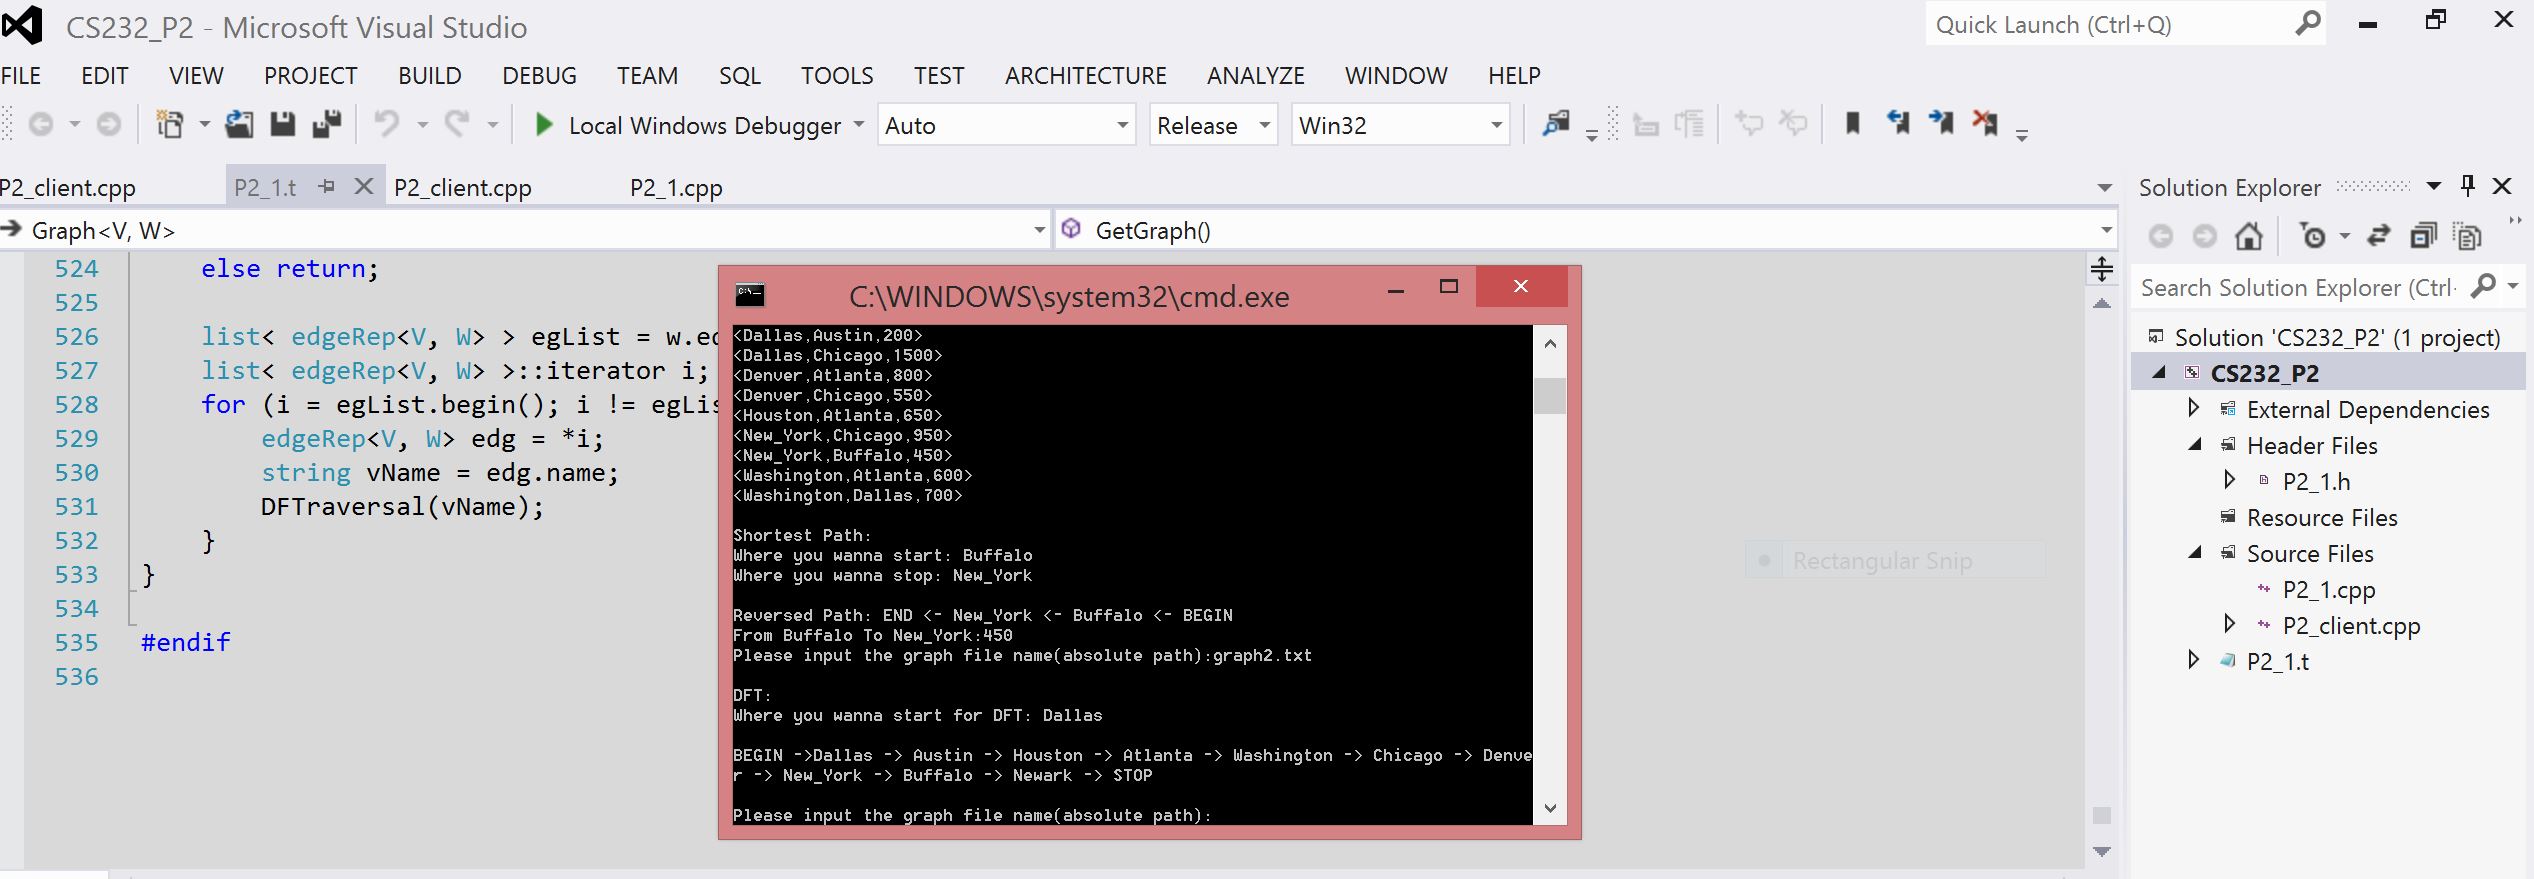 CS232_P2 - Microsoft Visual Studio
Quick Launch (Ctrl+Q)
FILE EDIT VIEW PROJECT BUILD DEBUG TEAM SQL TOOLS TEST ARCHITECTURE ANALYZE WINDOW HELP
Local Windows Debugger Auto Release Win32
P2_client.cpp P2_1.t P2_client.cpp P2_1.cpp
Graph<V, W> GetGraph()
524 else return;
525
526 list< edgeRep<V, W> > egList = w.e
527 list< edgeRep<V, W> >::iterator i;
528 for (i = egList.begin(); i != egLis
529 edgeRep<V, W> edg = *i;
530 string vName = edg.name;
531 DFTraversal(vName);
532 }
533 }
534
535 #endif
536
C:\WINDOWS\system32\cmd.exe
<Dallas,Austin,200>
<Dallas,Chicago,1500>
<Denver,Atlanta,800>
<Denver,Chicago,550>
<Houston,Atlanta,650>
<New_York,Chicago,950>
<New_York,Buffalo,450>
<Washington,Atlanta,600>
<Washington,Dallas,700>
Shortest Path:
Where you wanna start: Buffalo
Where you wanna stop: New_York
Reversed Path: END <- New_York <- Buffalo <- BEGIN
From Buffalo To New_York:450
Please input the graph file name(absolute path):graph2.txt
DFT:
Where you wanna start for DFT: Dallas
BEGIN ->Dallas -> Austin -> Houston -> Atlanta -> Washington -> Chicago -> Denve
r -> New_York -> Buffalo -> Newark -> STOP
Please input the graph file name(absolute path):
Rectangular Snip
Solution Explorer
Search Solution Explorer (Ctrl-
Solution 'CS232_P2' (1 project)
CS232_P2
External Dependencies
Header Files
P2_1.h
Resource Files
Source Files
P2_1.cpp
P2_client.cpp
P2_1.t